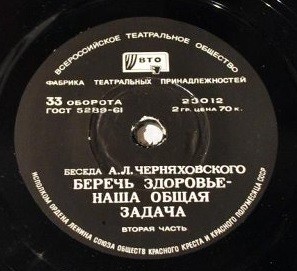 ВСЕРОССИЙСКОЕ ТЕАТРАЛЬНОЕ ОБЩЕСТВО
ВТО
ФАБРИКА ТЕАТРАЛЬНЫХ ПРИНАДЛЕЖНОСТЕЙ
33 ОБОРОТА 23012
ГОСТ 5289-61 2 ГР. ЦЕНА 70 К.
БЕСЕДА А.Л.ЧЕРНЯХОВСКОГО
БЕРЕЧЬ ЗДОРОВЬЕ-
НАША ОБЩАЯ
ЗАДАЧА
ВТОРАЯ ЧАСТЬ
ИСПОЛКОМ ОРДЕНА ЛЕНИНА СОЮЗА ОБЩЕСТВ КРАСНОГО КРЕСТА И КРАСНОГО ПОЛУМЕСЯЦА СССР